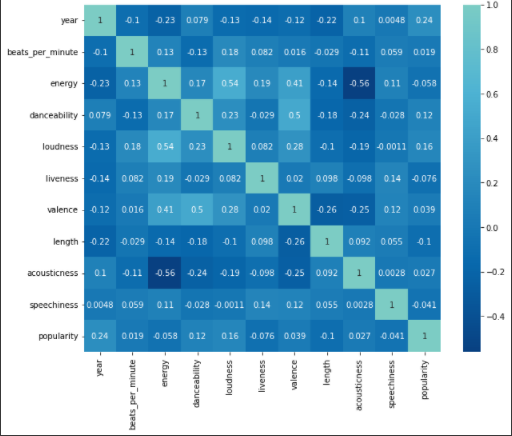 year 1 -0.1 -0.23 0.079 -0.13 -0.14 -0.12 -0.22 0.1 0.0048 0.24
beats_per_minute -0.1 1 0.13 -0.13 0.18 0.082 0.016 -0.029 -0.11 0.059 0.019
energy -0.23 0.13 1 0.17 0.54 0.19 0.41 -0.14 -0.56 0.11 -0.058
danceability 0.079 -0.13 0.17 1 0.23 -0.029 0.5 -0.18 -0.24 -0.028 0.12
loudness -0.13 0.18 0.54 0.23 1 0.082 0.28 -0.1 -0.19 -0.0011 0.16
liveness -0.14 0.082 0.19 -0.029 0.082 1 0.02 0.098 -0.098 0.14 -0.076
valence -0.12 0.016 0.41 0.5 0.28 0.02 1 -0.26 -0.25 0.12 0.039
length -0.22 -0.029 -0.14 -0.18 -0.1 0.098 -0.26 1 0.092 0.055 -0.1
acousticness 0.1 -0.11 -0.56 -0.24 -0.19 -0.098 -0.25 0.092 1 0.0028 0.027
speechiness 0.0048 0.059 0.11 -0.028 -0.0011 0.14 0.12 0.055 0.0028 1 -0.041
popularity 0.24 0.019 -0.058 0.12 0.16 -0.076 0.039 -0.1 0.027 -0.041 1
year beats_per_minute energy danceability loudness liveness valence length acousticness speechiness popularity
1.0
0.8
0.6
0.4
0.2
0.0
−0.2
−0.4